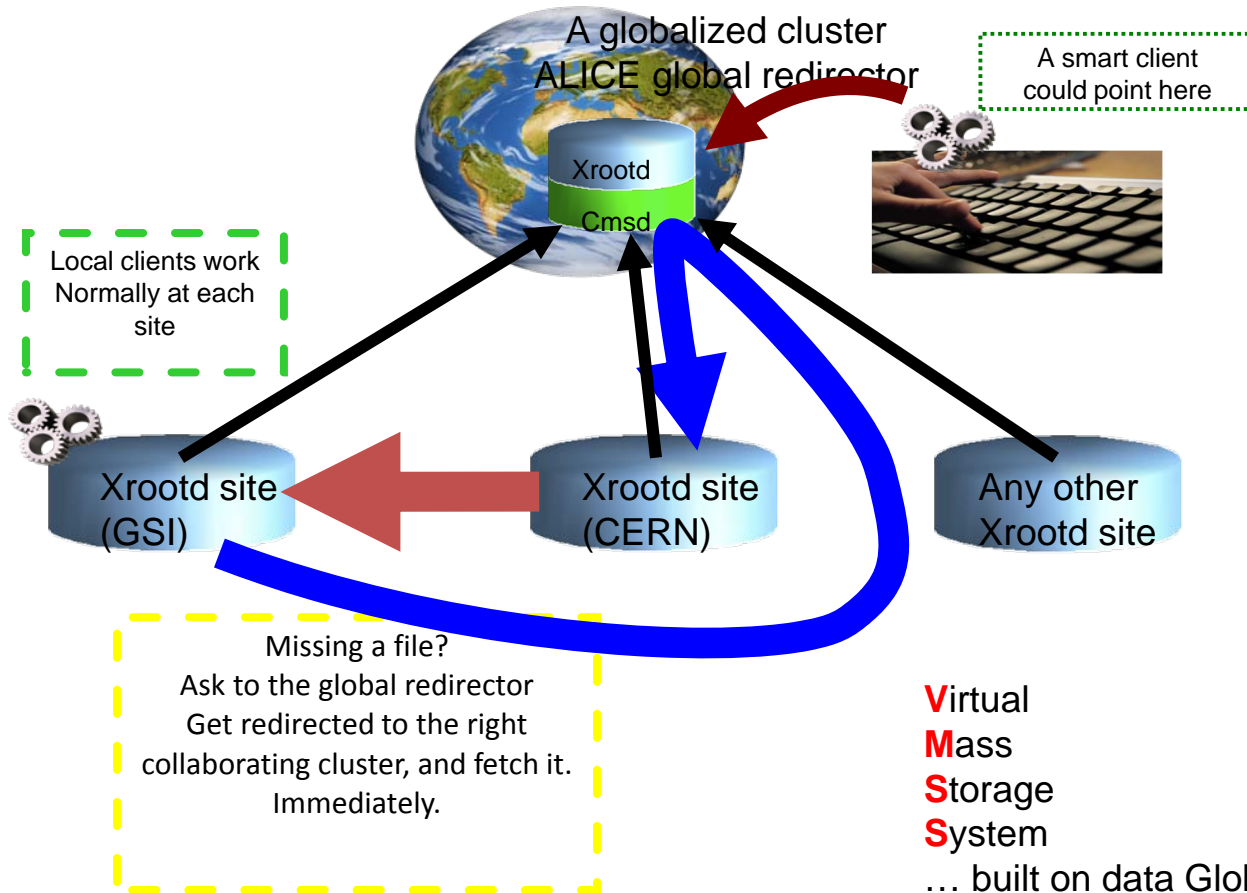 A globalized cluster
ALICE global redirector
A smart client
could point here
Xrootd
Cmsd
Local clients work
Normally at each
site
Xrootd site
(GSI)
Xrootd site
(CERN)
Any other
Xrootd site
Missing a file?
Ask to the global redirector
Get redirected to the right
collaborating cluster, and fetch it.
Immediately.
Virtual
Mass
Storage
System
… built on data Glob